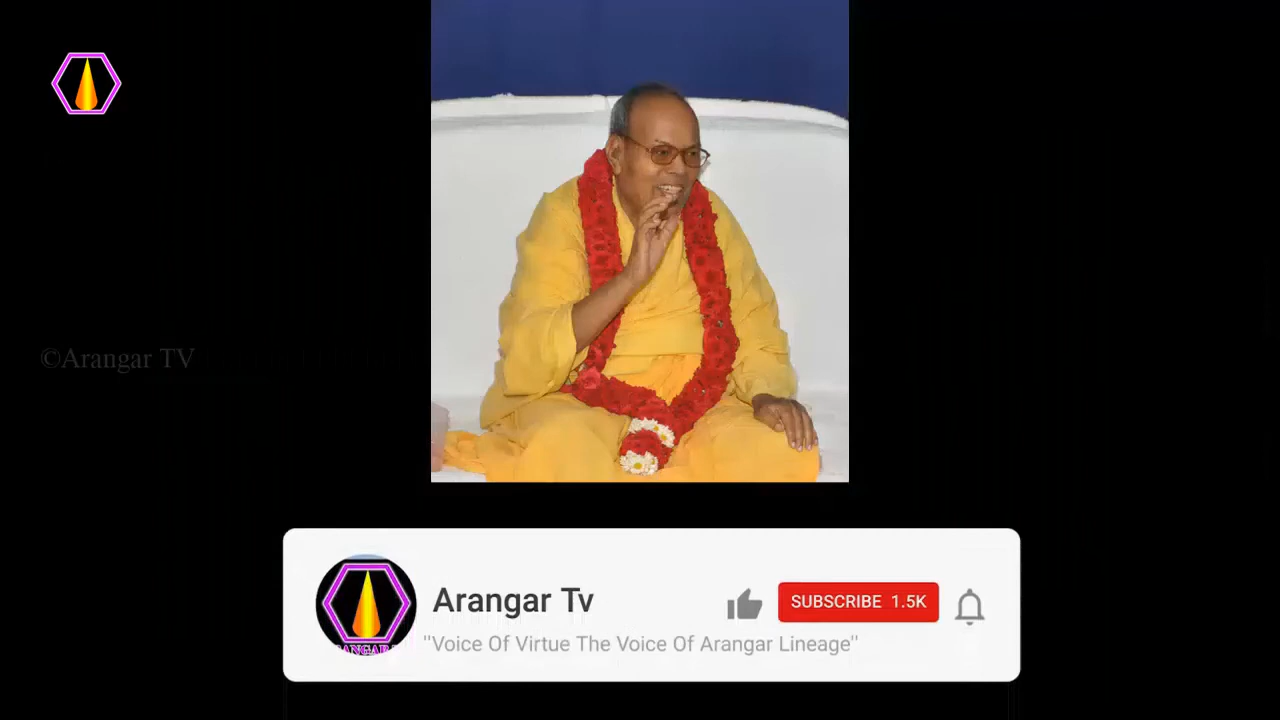 ©Arangar TV
Arangar Tv
SUBSCRIBE 1.5K
"Voice Of Virtue The Voice Of Arangar Lineage"